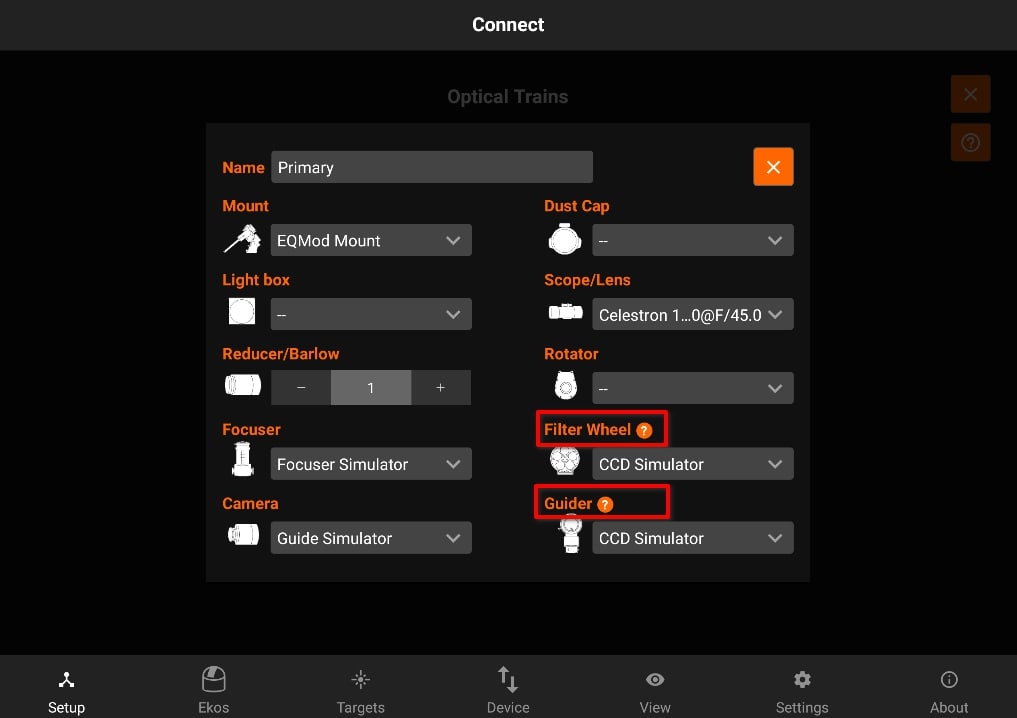 Connect
Optical Trains
Name Primary
Mount Dust Cap
EQMod Mount --
Light box Scope/Lens
-- Celestron 1...0@F/45.0
Reducer/Barlow Rotator
− 1 + --
Focuser Filter Wheel ?
Focuser Simulator CCD Simulator
Camera Guider ?
Guide Simulator CCD Simulator
Setup Ekos Targets Device View Settings About